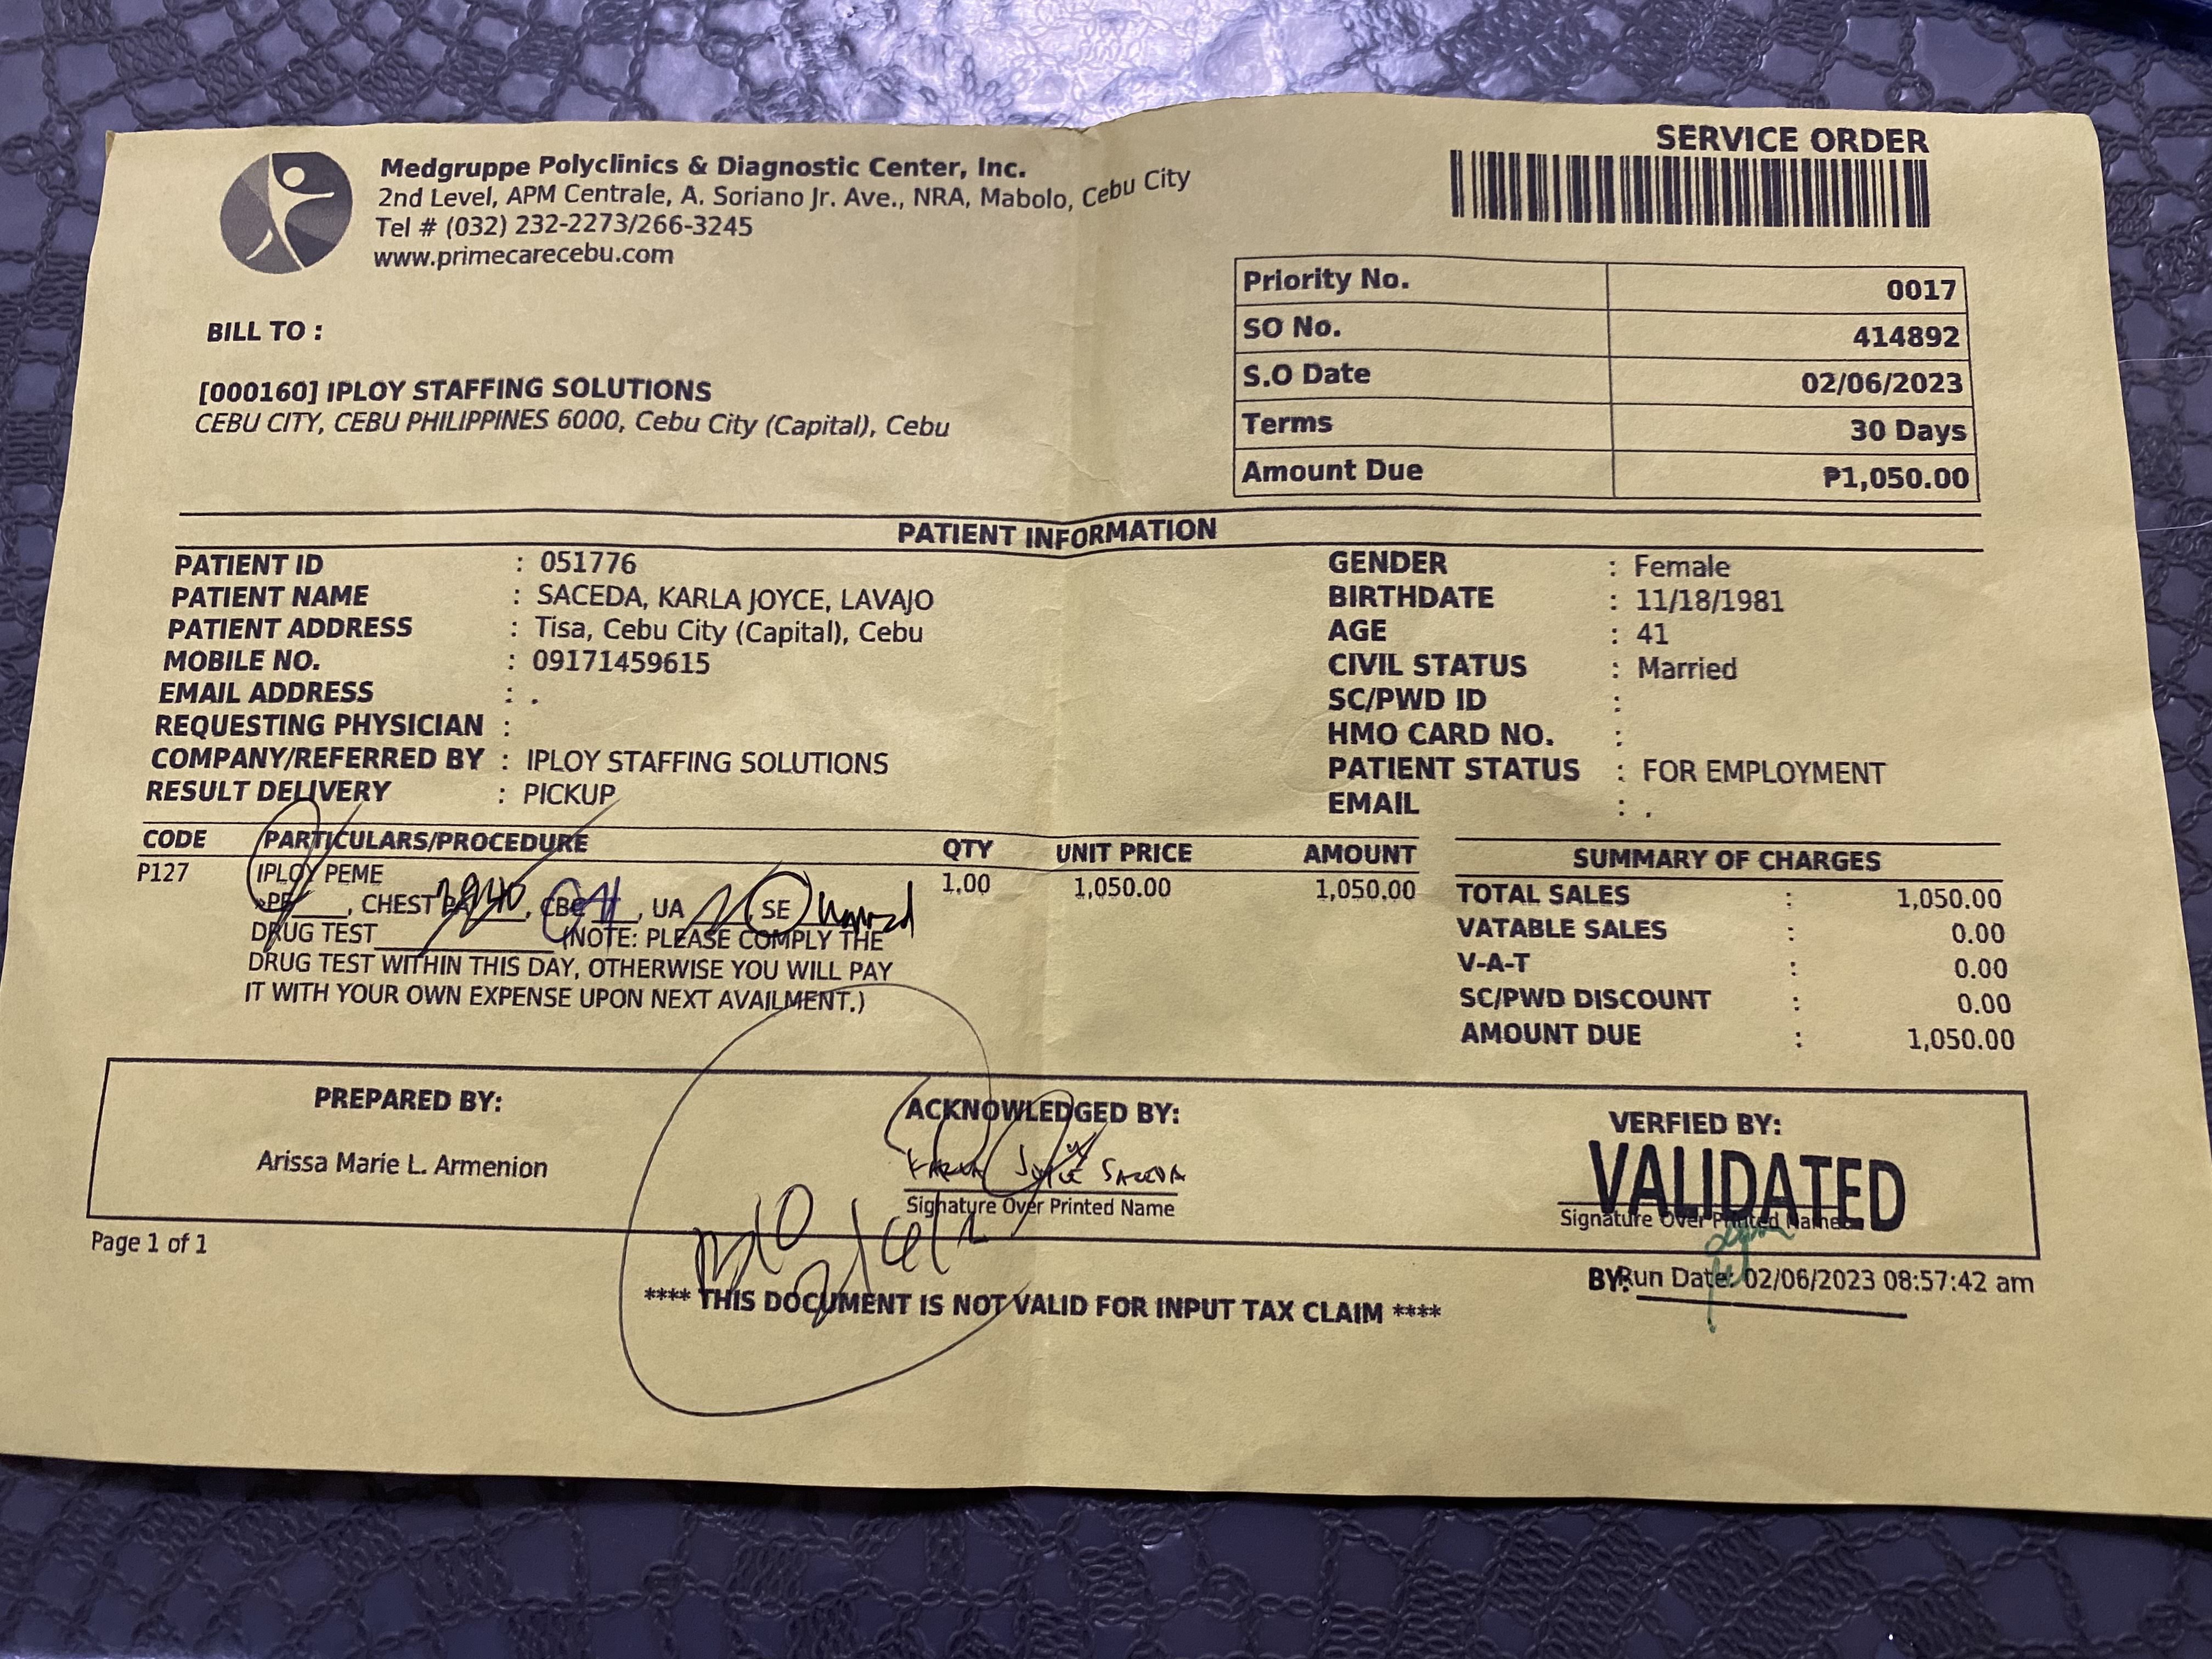 SERVICE ORDER
Medgruppe Polyclinics & Diagnostic Center, Inc.
2nd Level, APM Centrale, A. Soriano Jr. Ave., NRA, Mabolo, Cebu City
Tel # (032) 232-2273/266-3245
www.primecarecebu.com
Priority No. 0017
SO No. 414892
S.O Date 02/06/2023
Terms 30 Days
Amount Due ₱1,050.00
BILL TO :
[000160] IPLOY STAFFING SOLUTIONS
CEBU CITY, CEBU PHILIPPINES 6000, Cebu City (Capital), Cebu
PATIENT INFORMATION
PATIENT ID : 051776
PATIENT NAME : SACEDA, KARLA JOYCE, LAVAJO
PATIENT ADDRESS : Tisa, Cebu City (Capital), Cebu
MOBILE NO. : 09171459615
EMAIL ADDRESS : .
REQUESTING PHYSICIAN :
COMPANY/REFERRED BY : IPLOY STAFFING SOLUTIONS
RESULT DELIVERY : PICKUP
GENDER : Female
BIRTHDATE : 11/18/1981
AGE : 41
CIVIL STATUS : Married
SC/PWD ID :
HMO CARD NO. :
PATIENT STATUS : FOR EMPLOYMENT
EMAIL : .
CODE PARTICULARS/PROCEDURE QTY UNIT PRICE AMOUNT
P127 IPLOY PEME 1.00 1,050.00 1,050.00
PE___, CHEST PA, CBC, UA, SE
DRUG TEST____________(NOTE: PLEASE COMPLY THE
DRUG TEST WITHIN THIS DAY, OTHERWISE YOU WILL PAY
IT WITH YOUR OWN EXPENSE UPON NEXT AVAILMENT.)
SUMMARY OF CHARGES
TOTAL SALES : 1,050.00
VATABLE SALES : 0.00
V-A-T : 0.00
SC/PWD DISCOUNT : 0.00
AMOUNT DUE : 1,050.00
PREPARED BY:
Arissa Marie L. Armenion
ACKNOWLEDGED BY:
KARLA JOYCE SACEDA
Signature Over Printed Name
VERFIED BY:
VALIDATED
Signature Over Printed Name
BY:
Page 1 of 1
Run Date: 02/06/2023 08:57:42 am
**** THIS DOCUMENT IS NOT VALID FOR INPUT TAX CLAIM ****